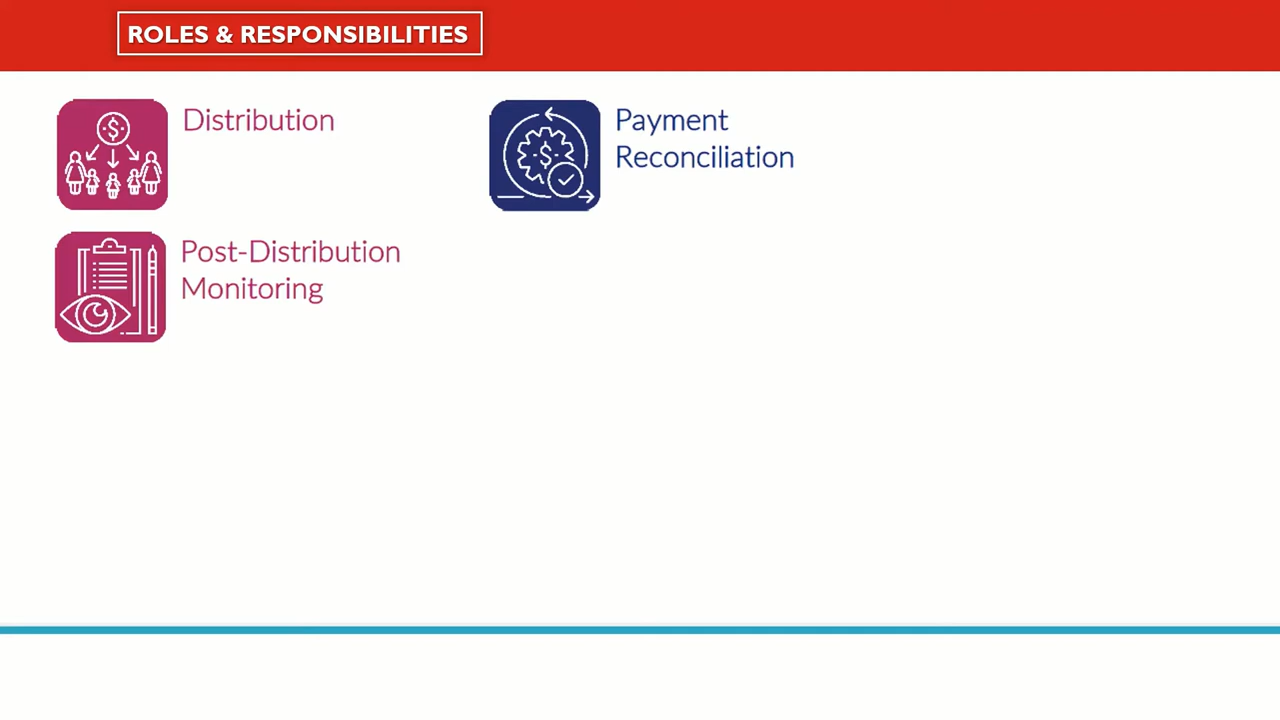 ROLES & RESPONSIBILITIES
Distribution
Payment
Reconciliation
Post-Distribution
Monitoring